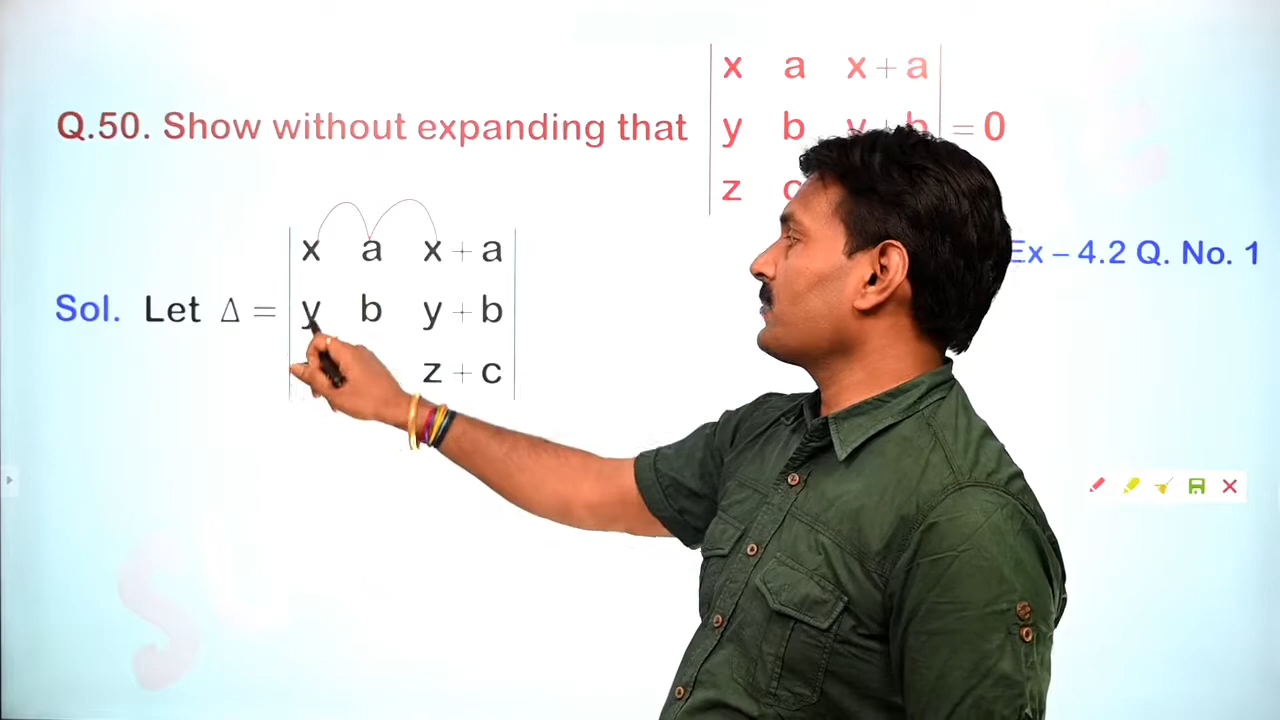 x a x + a
Q.50. Show without expanding that y b y + b = 0
z c
Ex – 4.2 Q. No. 1
x a x + a
Sol. Let Δ = y b y + b
z + c